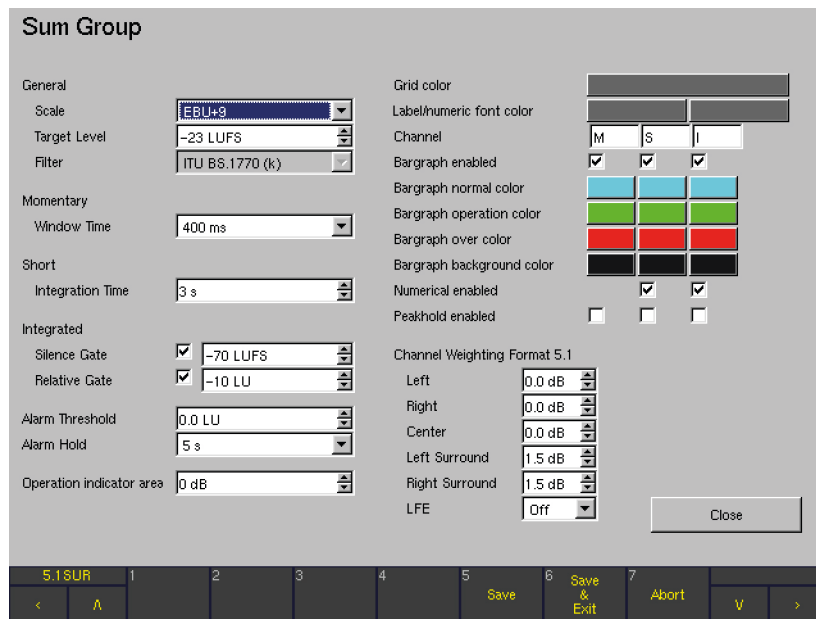 Sum Group
General
Scale EBU+9
Target Level -23 LUFS
Filter ITU BS.1770 (k)
Momentary
Window Time 400 ms
Short
Integration Time 3 s
Integrated
Silence Gate -70 LUFS
Relative Gate -10 LU
Alarm Threshold 0.0 LU
Alarm Hold 5 s
Operation indicator area 0 dB
Grid color
Label/numeric font color
Channel M S I
Bargraph enabled
Bargraph normal color
Bargraph operation color
Bargraph over color
Bargraph background color
Numerical enabled
Peakhold enabled
Channel Weighting Format 5.1
Left 0.0 dB
Right 0.0 dB
Center 0.0 dB
Left Surround 1.5 dB
Right Surround 1.5 dB
LFE Off
Close
5.1SUR 1 2 3 4 5 Save 6 Save & Exit 7 Abort
< Λ V >